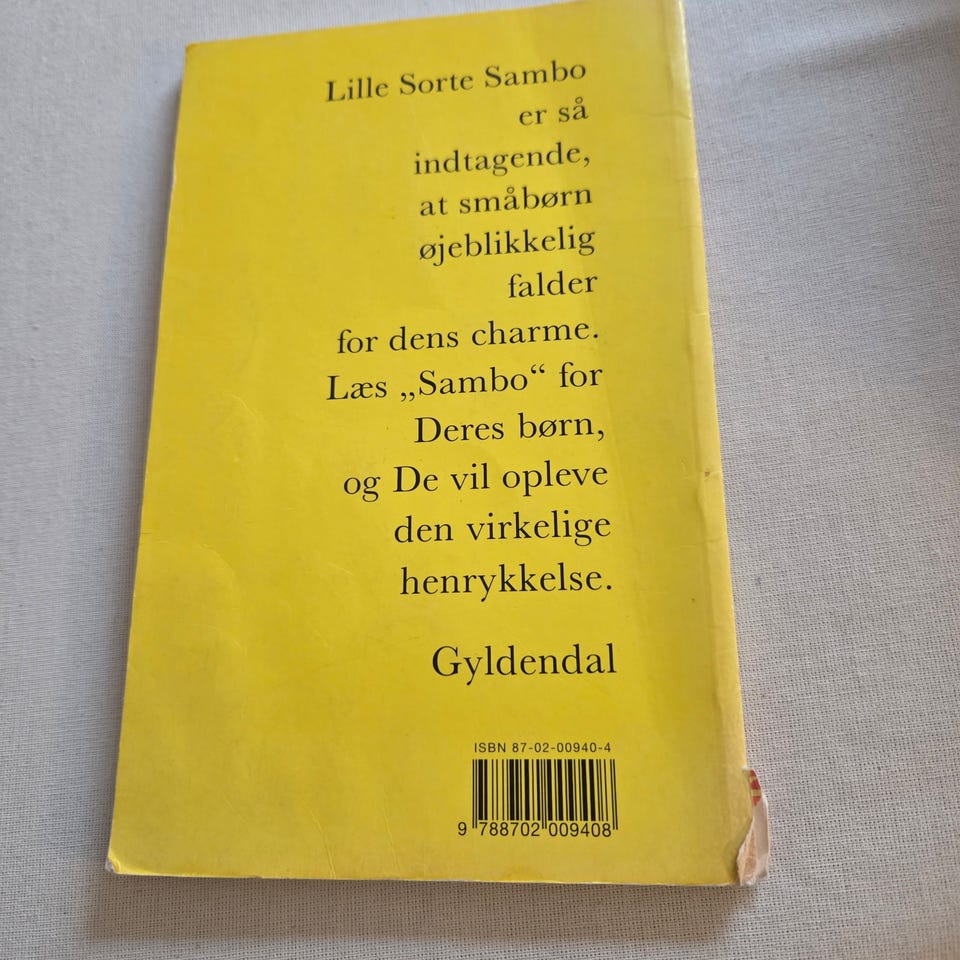 Lille Sorte Sambo
er så
indtagende,
at småbørn
øjeblikkelig
falder
for dens charme.
Læs „Sambo“ for
Deres børn,
og De vil opleve
den virkelige
henrykkelse.
Gyldendal
ISBN 87-02-00940-4
9 788702 009408